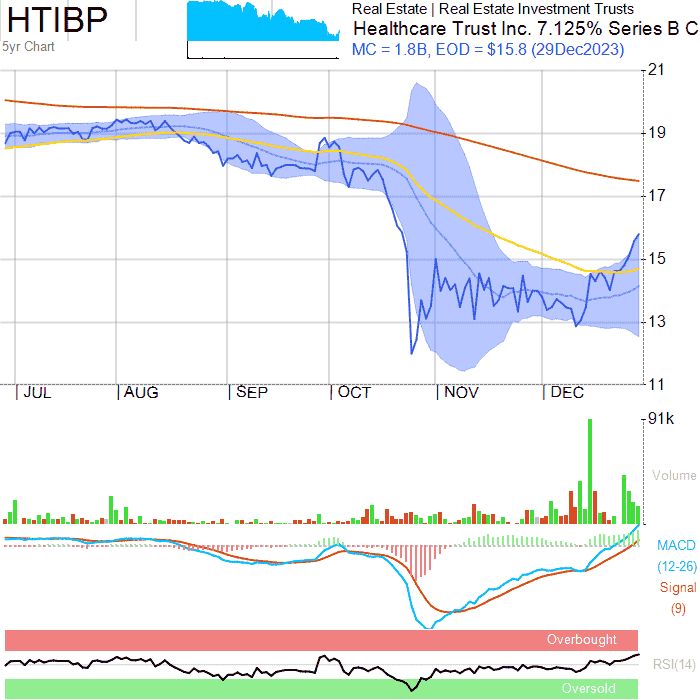 HTIBP
5yr Chart
Real Estate | Real Estate Investment Trusts
Healthcare Trust Inc. 7.125% Series B C
MC = 1.8B, EOD = $15.8 (29Dec2023)
21
19
17
15
13
11
JUL
AUG
SEP
OCT
NOV
DEC
91k
Volume
MACD
(12-26)
Signal
(9)
Overbought
RSI(14)
Oversold